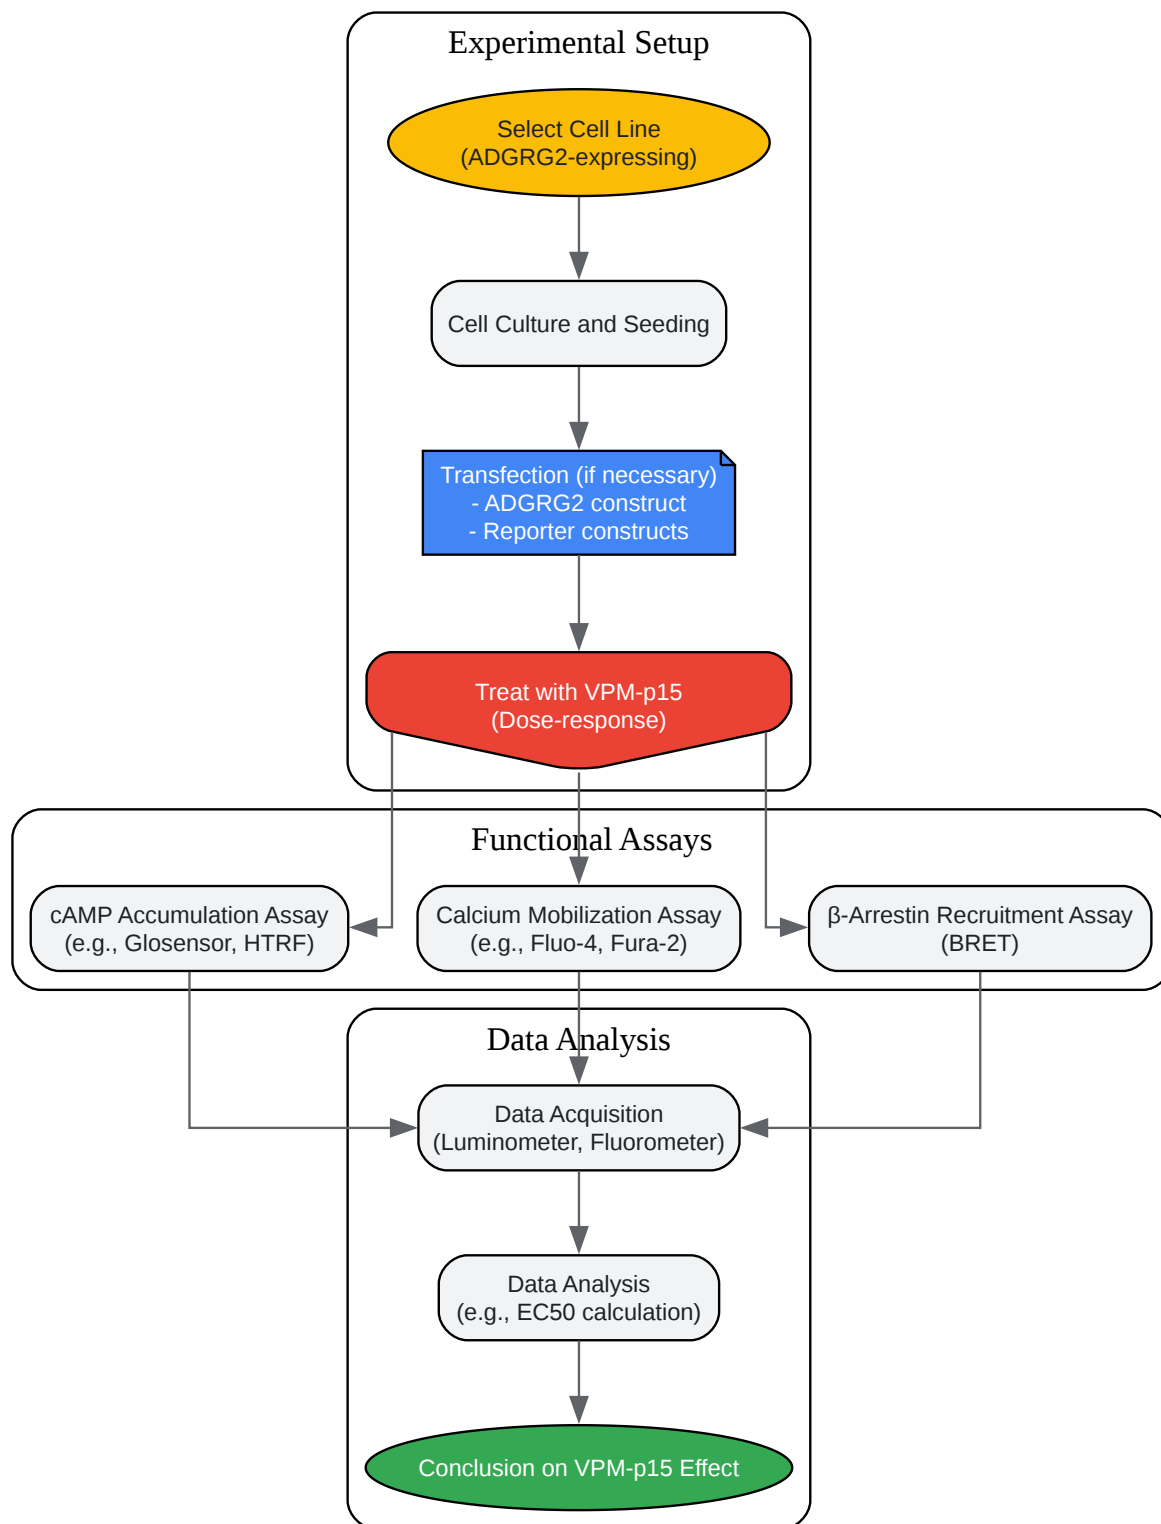 Experimental Setup
Select Cell Line
(ADGRG2-expressing)
Cell Culture and Seeding
Transfection (if necessary)
- ADGRG2 construct
- Reporter constructs
Treat with VPM-p15
(Dose-response)
Functional Assays
cAMP Accumulation Assay
(e.g., Glosensor, HTRF)
Calcium Mobilization Assay
(e.g., Fluo-4, Fura-2)
β-Arrestin Recruitment Assay
(BRET)
Data Analysis
Data Acquisition
(Luminometer, Fluorometer)
Data Analysis
(e.g., EC50 calculation)
Conclusion on VPM-p15 Effect